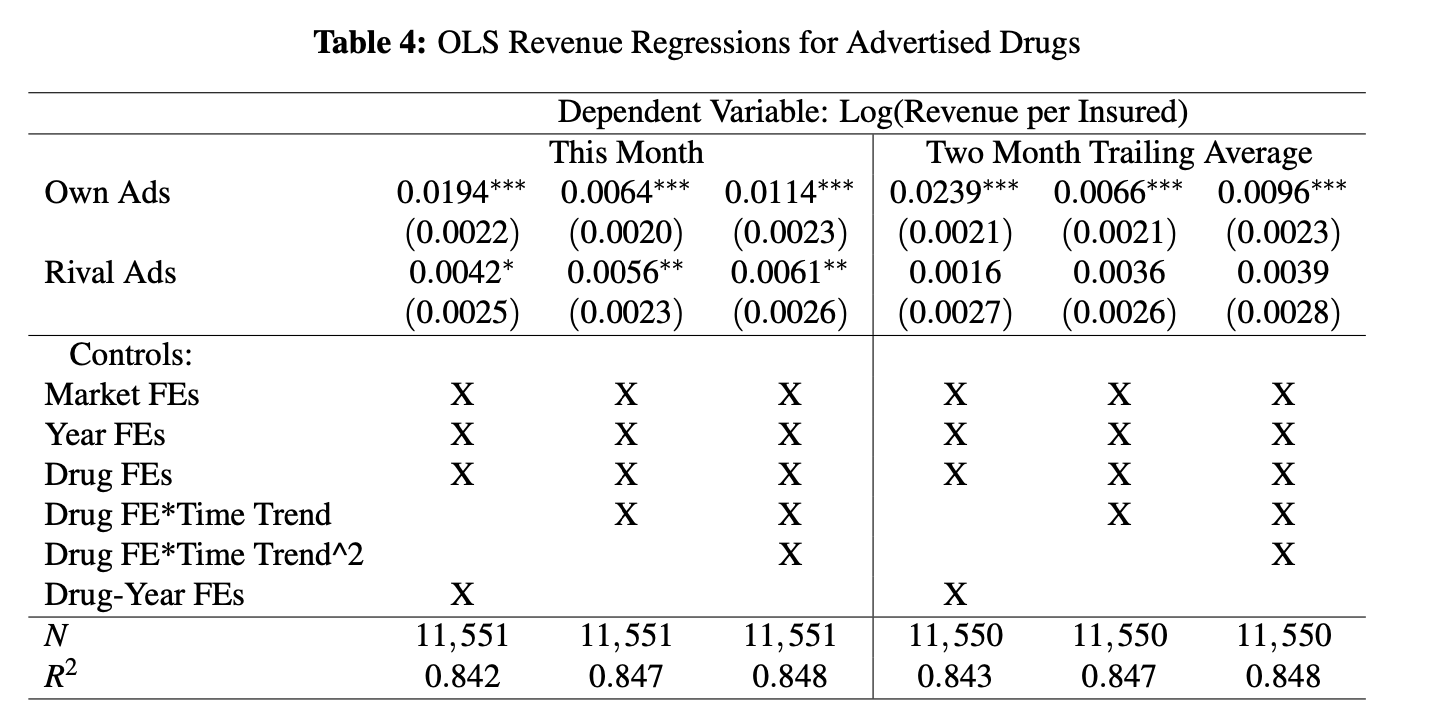 Table 4: OLS Revenue Regressions for Advertised Drugs
Dependent Variable: Log(Revenue per Insured)
This Month Two Month Trailing Average
Own Ads 0.0194*** 0.0064*** 0.0114*** 0.0239*** 0.0066*** 0.0096***
(0.0022) (0.0020) (0.0023) (0.0021) (0.0021) (0.0023)
Rival Ads 0.0042* 0.0056** 0.0061** 0.0016 0.0036 0.0039
(0.0025) (0.0023) (0.0026) (0.0027) (0.0026) (0.0028)
Controls:
Market FEs X X X X X X
Year FEs X X X X X X
Drug FEs X X X X X X
Drug FE*Time Trend X X X X
Drug FE*Time Trend^2 X X
Drug-Year FEs X X
N 11,551 11,551 11,551 11,550 11,550 11,550
R² 0.842 0.847 0.848 0.843 0.847 0.848